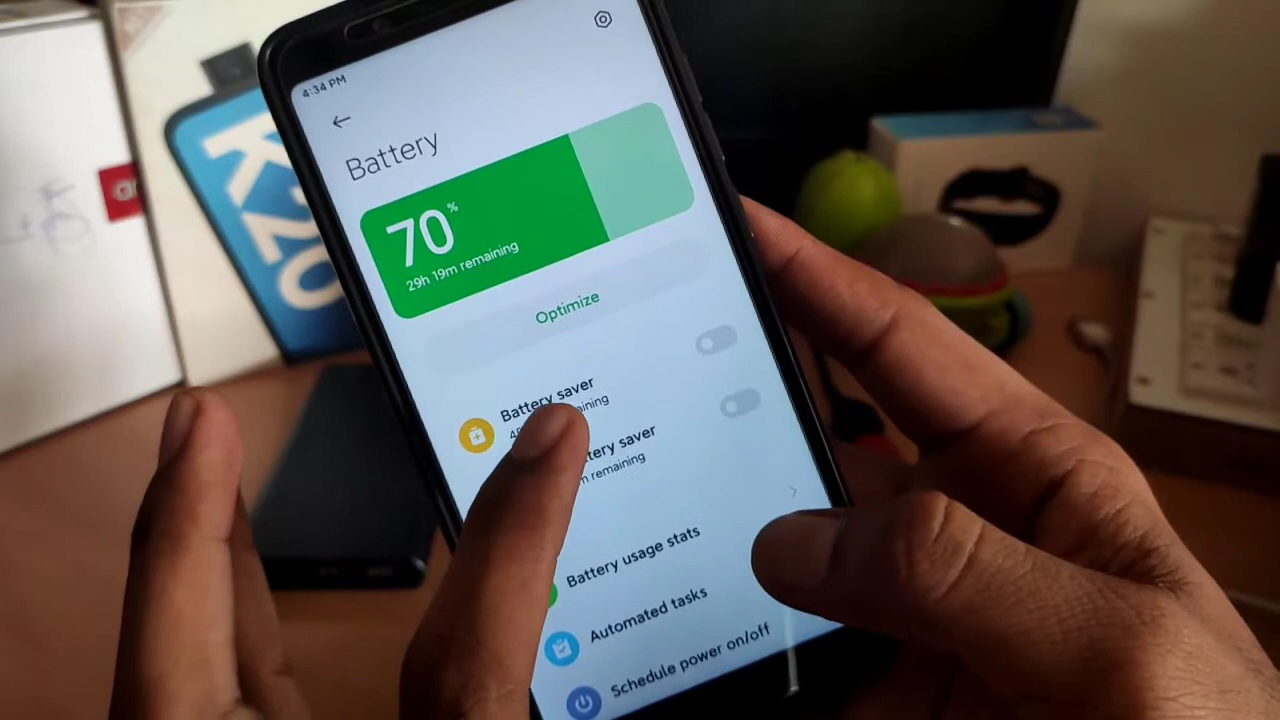 4:34 PM
Battery
70%
29h 19m remaining
Optimize
Battery saver
remaining
Battery usage stats
Automated tasks
Schedule power on/off
K20